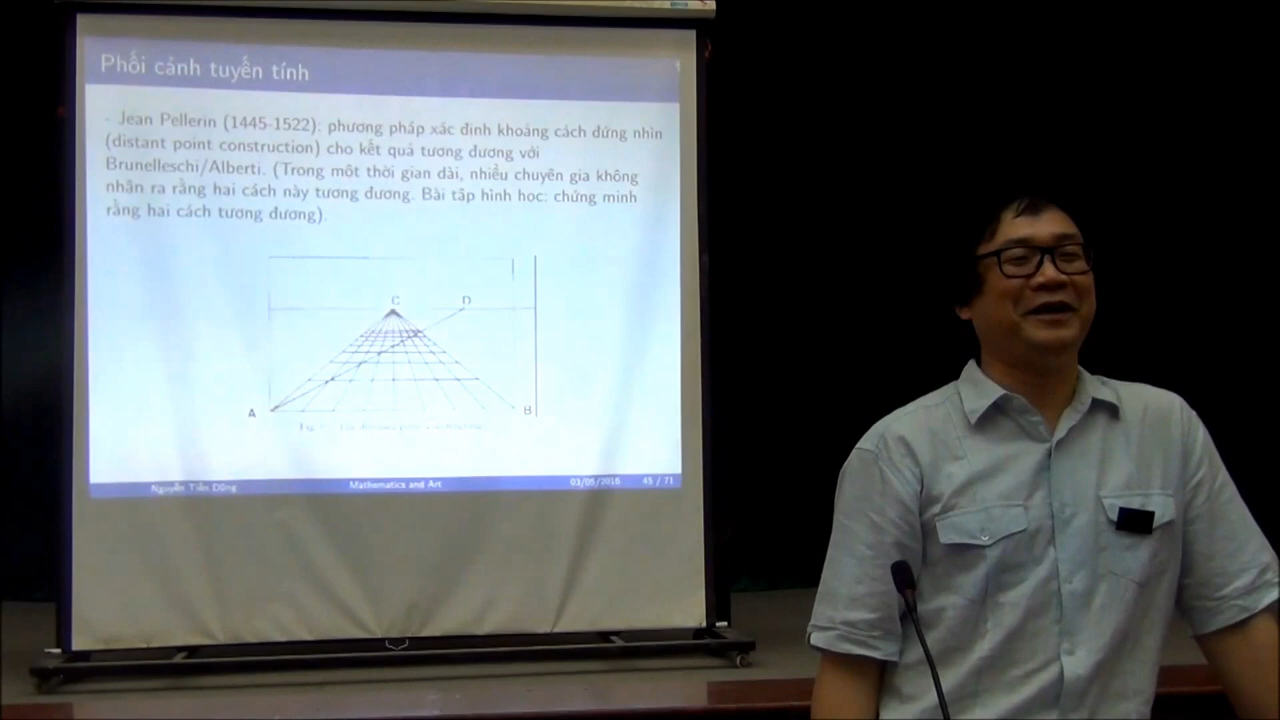 Phối cảnh tuyến tính
- Jean Pellerin (1445-1522): phương pháp xác định khoảng cách đứng nhìn
(distant point construction) cho kết quả tương đương với
Brunelleschi/Alberti. (Trong một thời gian dài, nhiều chuyên gia không
nhận ra rằng hai cách này tương đương. Bài tập hình học: chứng minh
rằng hai cách tương đương).
C D
A B
Nguyễn Tiến Dũng Mathematics and Art 03/05/2016 45 / 71